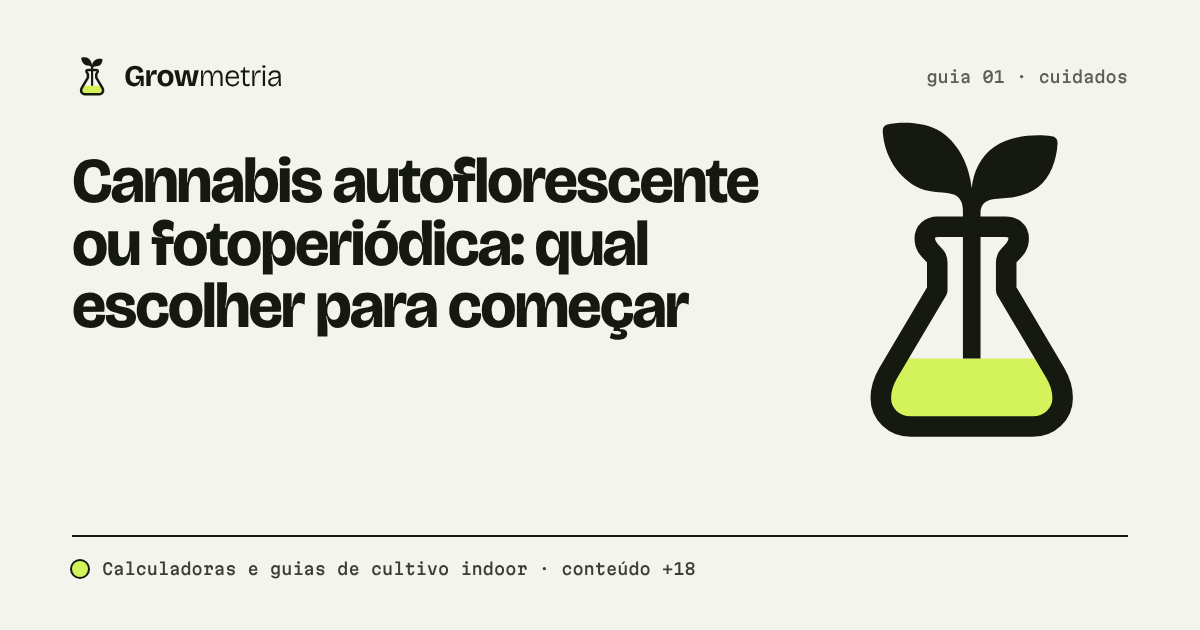 Growmetria
guia 01 · cuidados
Cannabis autoflorescente
ou fotoperiódica: qual
escolher para começar
Calculadoras e guias de cultivo indoor · conteúdo +18